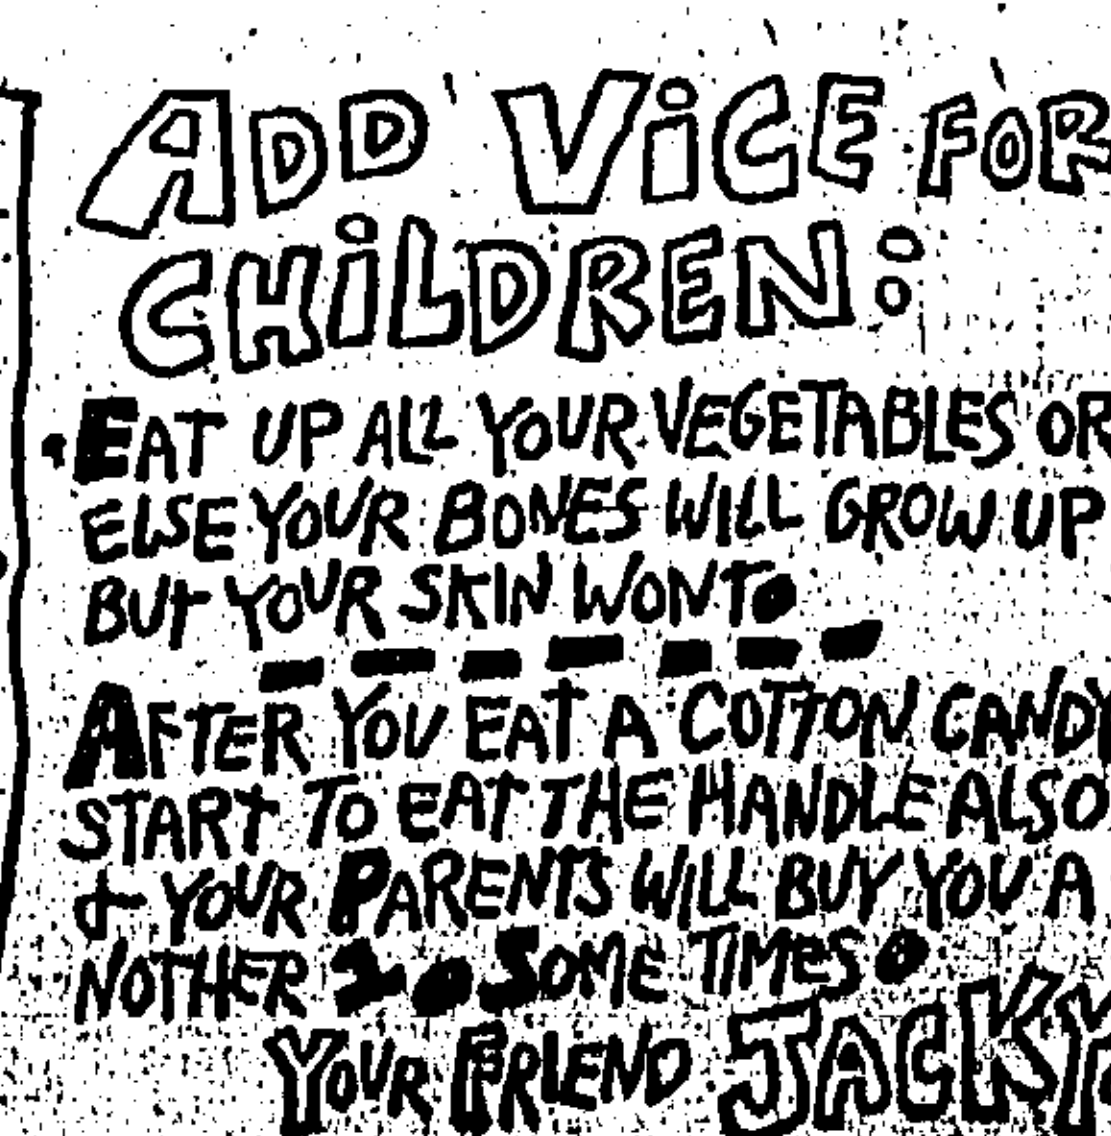 ADD' VICE FOR
CHILDREN:
EAT UP ALL YOUR VEGETABLES OR
ELSE YOUR BONES WILL GROW UP
BUT YOUR SKIN WONT.
AFTER YOU EAT A COTTON CANDY
START TO EAT THE HANDLE ALSO
+ YOUR PARENTS WILL BUY YOU A
NOTHER . SOME TIMES.
YOUR FRIEND JACKY